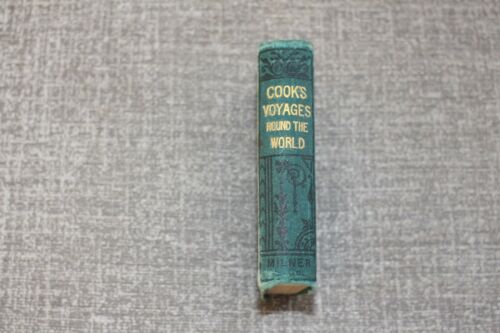 COOK'S
VOYAGES
ROUND THE
WORLD
MILNER